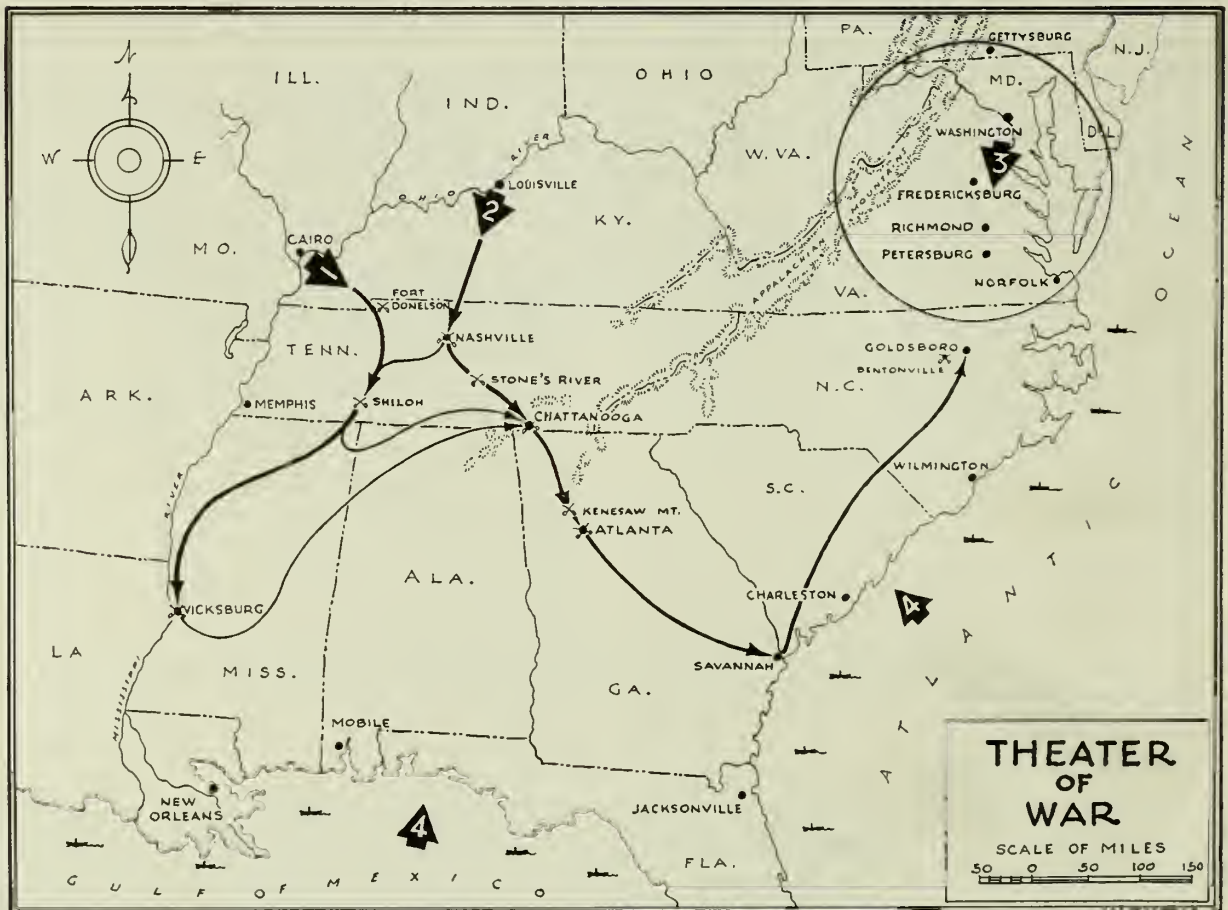 N
A
W
E
ILL.
IND.
OHIO
PA.
GETTYSBURG
N.J.
MD.
WASHINGTON
DEL.
3
W. VA.
FREDERICKSBURG
RICHMOND
PETERSBURG
NORFOLK
VA.
OHIO RIVER
LOUISVILLE
2
KY.
APPALACHIAN MOUNTAINS
MO.
CAIRO
1
FORT
DONELSON
NASHVILLE
TENN.
STONE'S RIVER
GOLDSBORO
BENTONVILLE
N.C.
ARK.
MEMPHIS
SHILOH
CHATTANOOGA
WILMINGTON
S.C.
KENESAW MT.
ATLANTA
ALA.
VICKSBURG
CHARLESTON
4
LA
MISS.
SAVANNAH
GA.
MISSISSIPPI RIVER
MOBILE
NEW
ORLEANS
4
JACKSONVILLE
FLA.
GULF OF MEXICO
ATLANTIC OCEAN
THEATER
OF
WAR
SCALE OF MILES
50 0 50 100 150